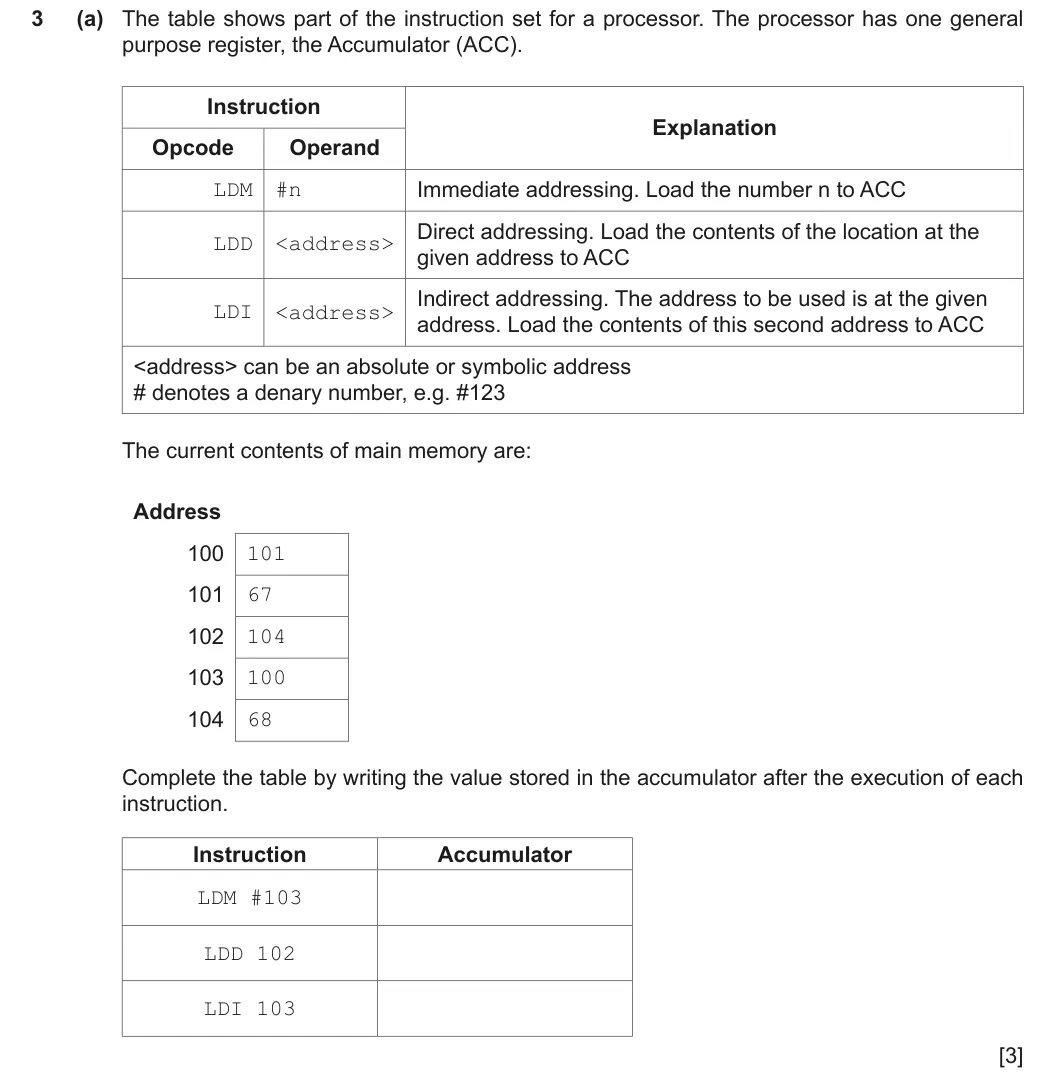 3 (a) The table shows part of the instruction set for a processor. The processor has one general
purpose register, the Accumulator (ACC).
Instruction
Explanation
Opcode Operand
LDM #n Immediate addressing. Load the number n to ACC
LDD <address> Direct addressing. Load the contents of the location at the
given address to ACC
LDI <address> Indirect addressing. The address to be used is at the given
address. Load the contents of this second address to ACC
<address> can be an absolute or symbolic address
# denotes a denary number, e.g. #123
The current contents of main memory are:
Address
100 101
101 67
102 104
103 100
104 68
Complete the table by writing the value stored in the accumulator after the execution of each
instruction.
Instruction Accumulator
LDM #103
LDD 102
LDI 103
[3]